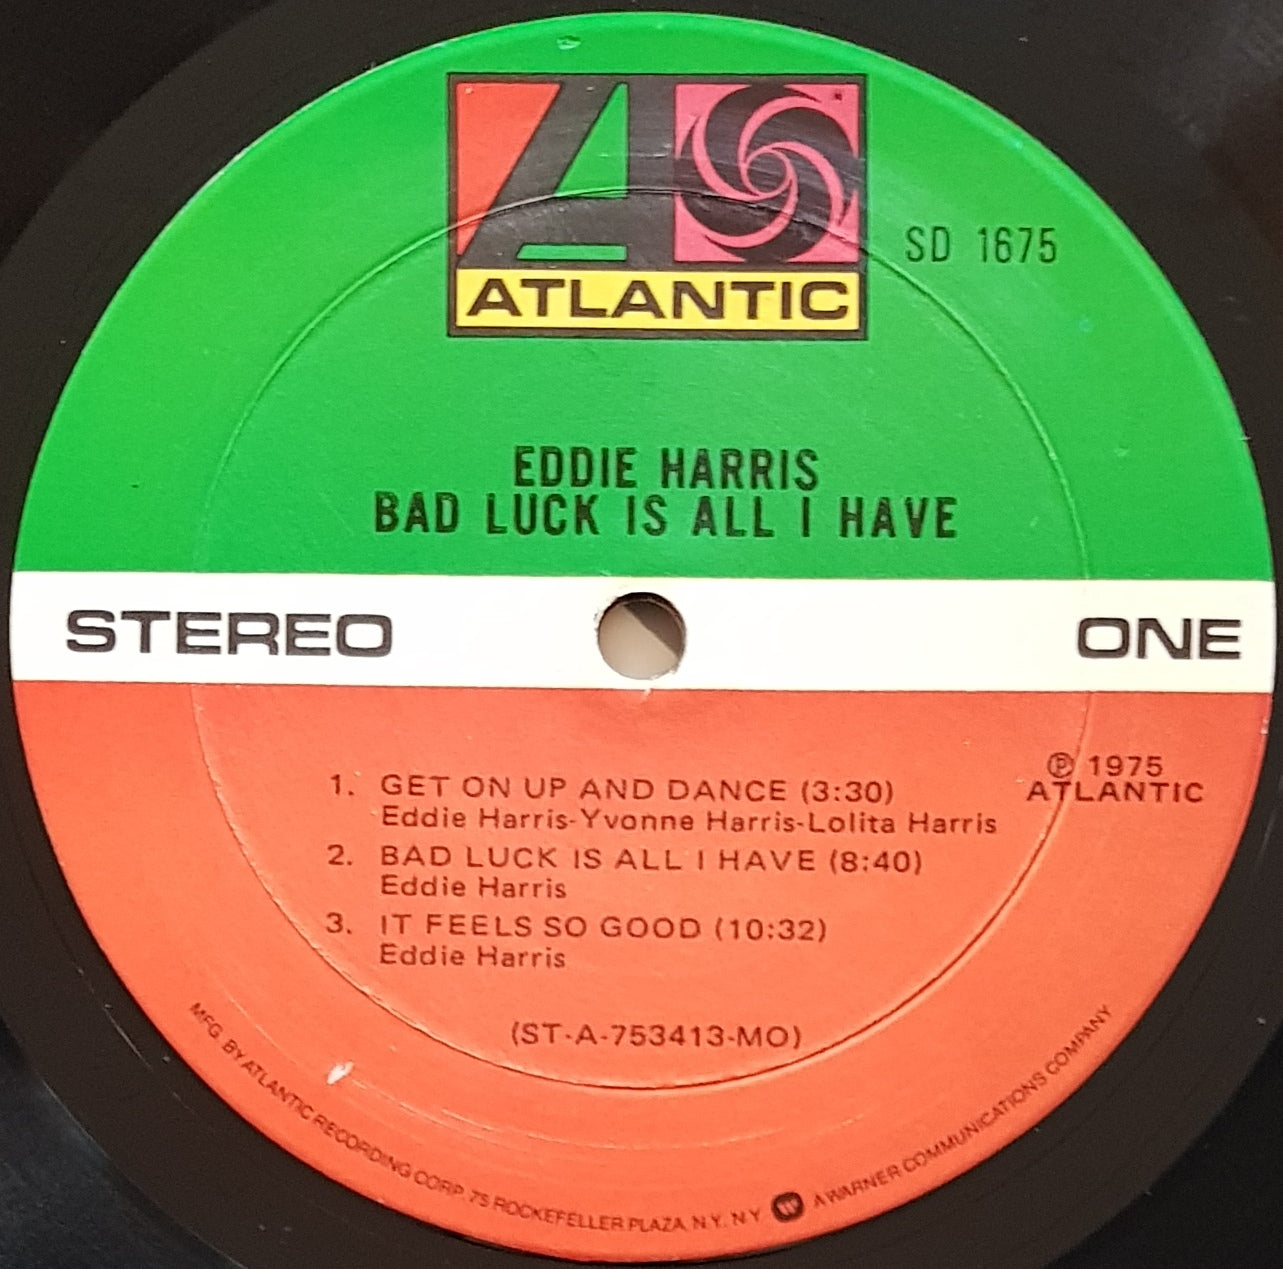 ATLANTIC
SD 1675
EDDIE HARRIS
BAD LUCK IS ALL I HAVE
STEREO
ONE
℗ 1975
ATLANTIC
1. GET ON UP AND DANCE (3:30)
Eddie Harris-Yvonne Harris-Lolita Harris
2. BAD LUCK IS ALL I HAVE (8:40)
Eddie Harris
3. IT FEELS SO GOOD (10:32)
Eddie Harris
(ST-A-753413-MO)
MFG. BY ATLANTIC RECORDING CORP. 75 ROCKEFELLER PLAZA, N.Y. N.Y. A WARNER COMMUNICATIONS COMPANY